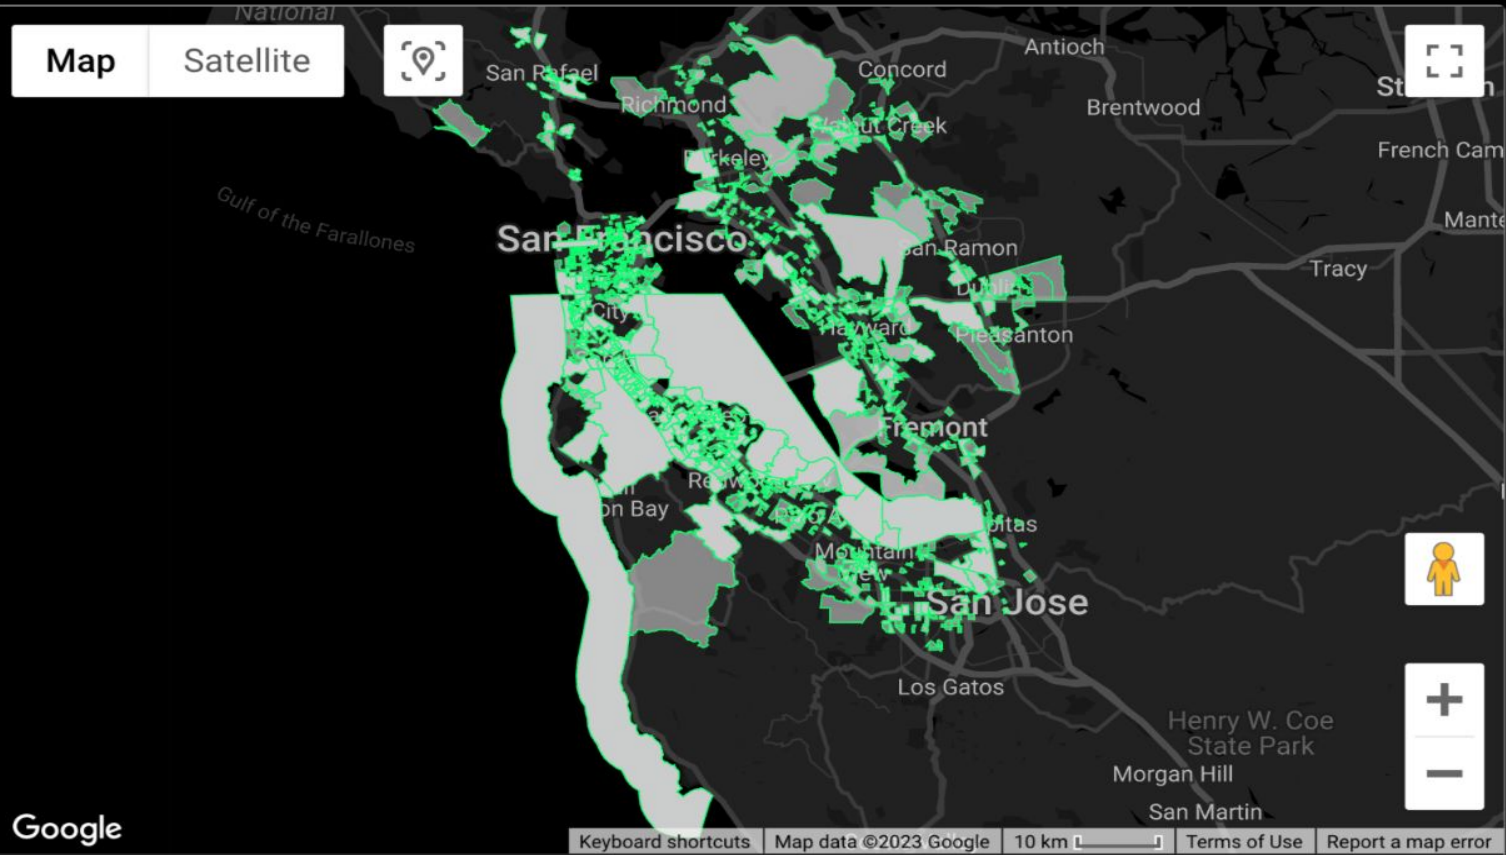 National
Map
Satellite
San Rafael
Richmond
Concord
Antioch
Brentwood
Walnut Creek
Berkeley
French Cam
Gulf of the Farallones
San Francisco
San Ramon
Mante
Tracy
Dublin
City
Hayward
Pleasanton
Fremont
on Bay
pitas
Mountain
View
San Jose
Los Gatos
Henry W. Coe
State Park
Morgan Hill
San Martin
Google
Keyboard shortcuts
Map data ©2023 Google
10 km
Terms of Use
Report a map error